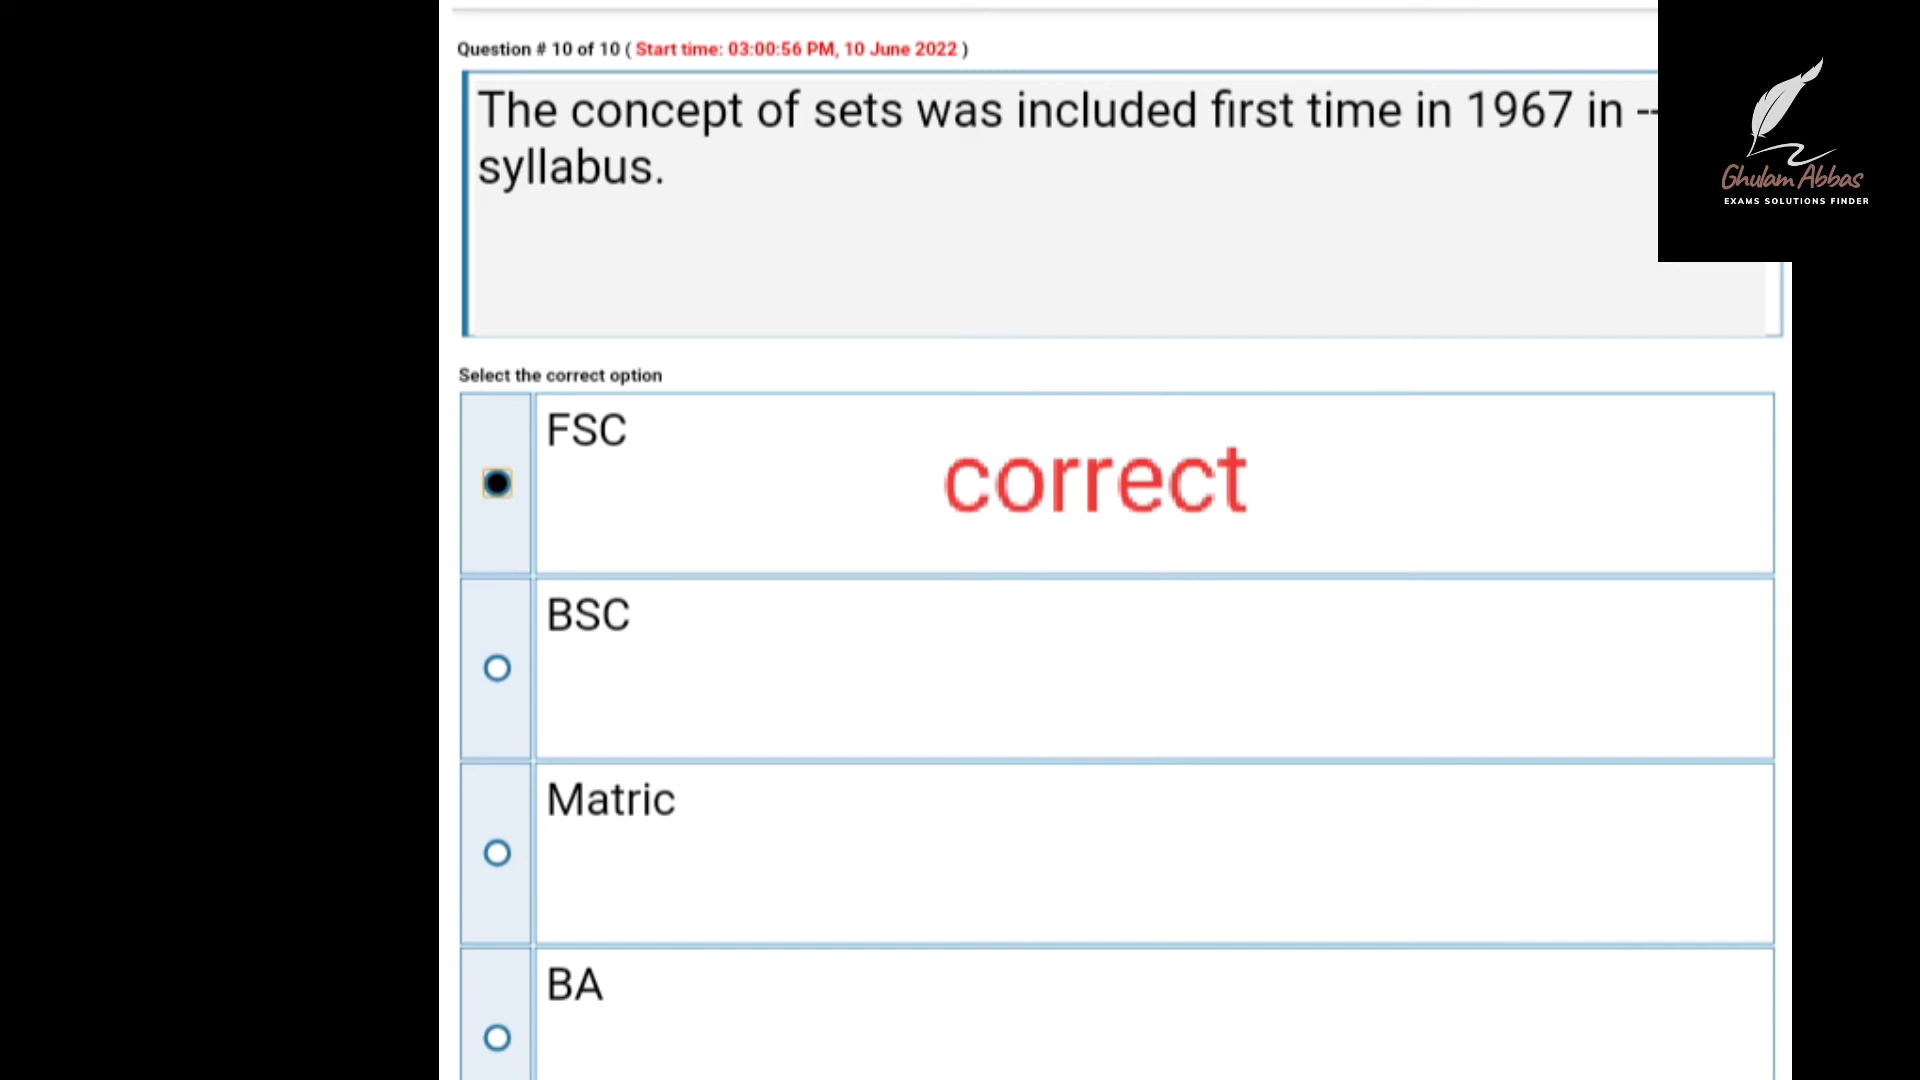 Question # 10 of 10 ( Start time: 03:00:56 PM, 10 June 2022 )
The concept of sets was included first time in 1967 in --
syllabus.
Ghulam Abbas
EXAMS SOLUTIONS FINDER
Select the correct option
FSC
correct
BSC
Matric
BA